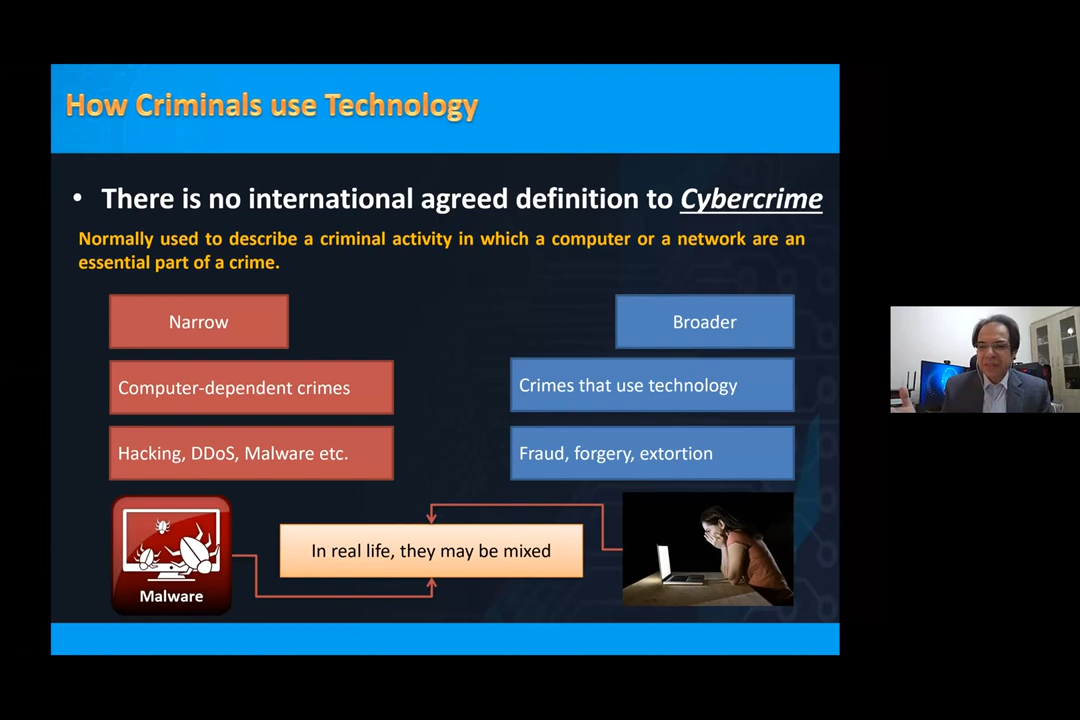 How Criminals use Technology
• There is no international agreed definition to Cybercrime
Normally used to describe a criminal activity in which a computer or a network are an
essential part of a crime.
Narrow
Broader
Computer-dependent crimes
Crimes that use technology
Hacking, DDoS, Malware etc.
Fraud, forgery, extortion
In real life, they may be mixed
Malware